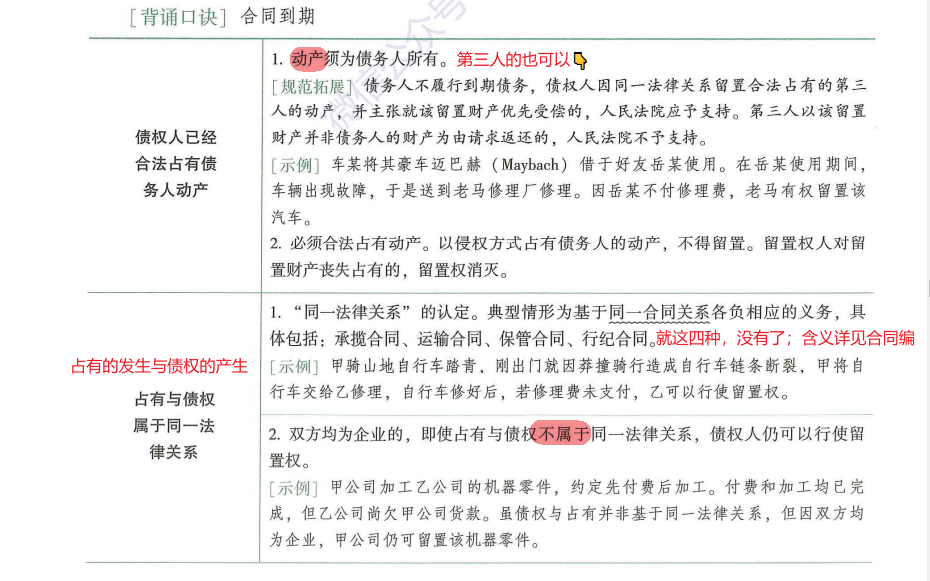 [背诵口诀] 合同到期
微信公众号
债权人已经
合法占有债
务人动产
1. 动产须为债务人所有。第三人的也可以👇
[规范拓展] 债务人不履行到期债务，债权人因同一法律关系留置合法占有的第三
人的动产，并主张就该留置财产优先受偿的，人民法院应予支持。第三人以该留置
财产并非债务人的财产为由请求返还的，人民法院不予支持。
[示例] 车某将其豪车迈巴赫（Maybach）借于好友岳某使用。在岳某使用期间，
车辆出现故障，于是送到老马修理厂修理。因岳某不付修理费，老马有权留置该
汽车。
2. 必须合法占有动产。以侵权方式占有债务人的动产，不得留置。留置权人对留
置财产丧失占有的，留置权消灭。
占有的发生与债权的产生
占有与债权
属于同一法
律关系
1. “同一法律关系”的认定。典型情形为基于同一合同关系各负相应的义务，具
体包括：承揽合同、运输合同、保管合同、行纪合同。就这四种，没有了；含义详见合同编
[示例] 甲骑山地自行车踏青，刚出门就因莽撞骑行造成自行车链条断裂，甲将自
行车交给乙修理，自行车修好后，若修理费未支付，乙可以行使留置权。
2. 双方均为企业的，即使占有与债权不属于同一法律关系，债权人仍可以行使留
置权。
[示例] 甲公司加工乙公司的机器零件，约定先付费后加工。付费和加工均已完
成，但乙公司尚欠甲公司货款。虽债权与占有并非基于同一法律关系，但因双方均
为企业，甲公司仍可留置该机器零件。